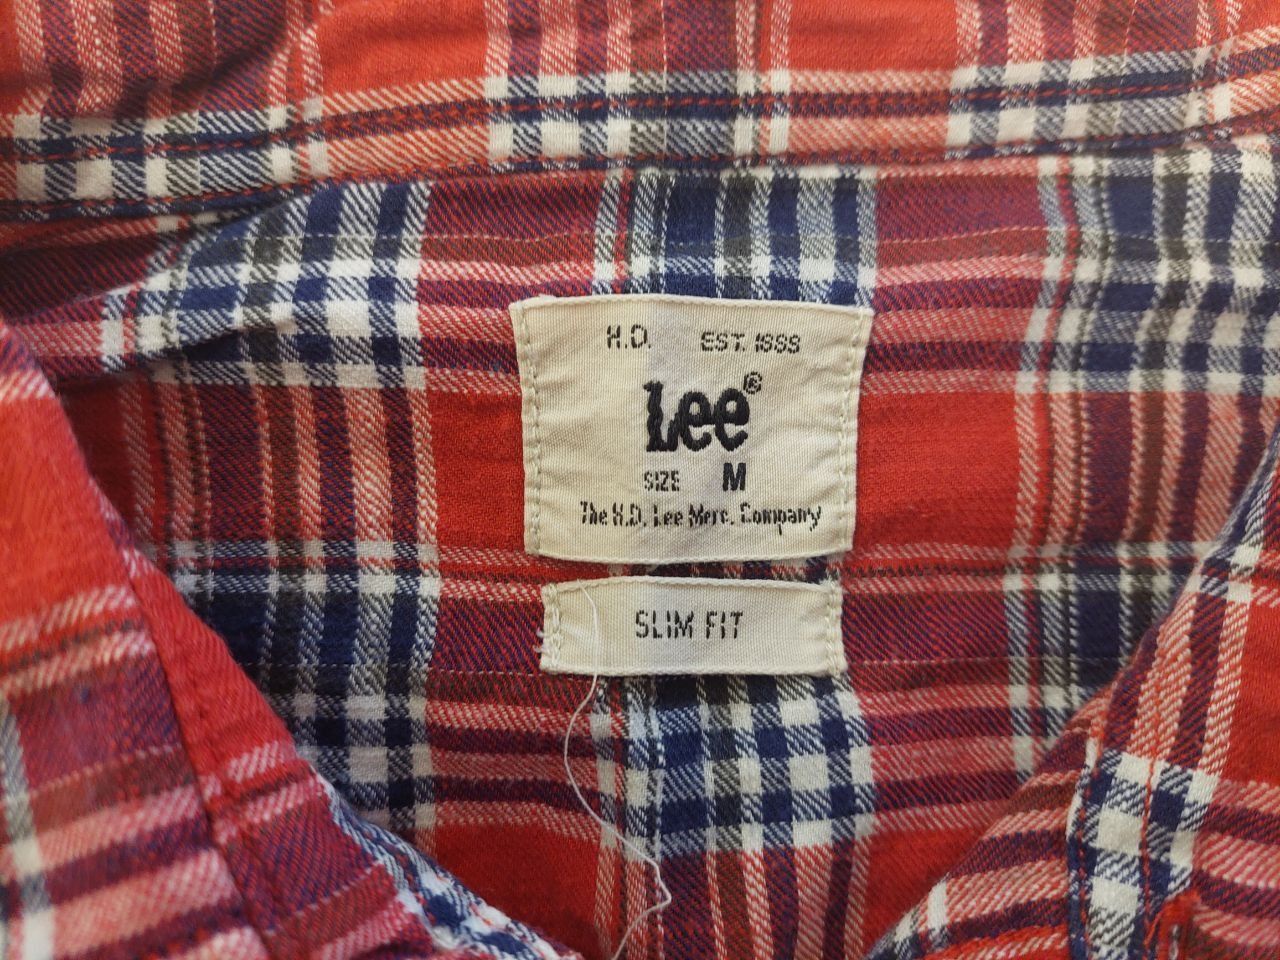 H.D. EST. 1889
Lee®
SIZE M
The H.D. Lee Merc. Company
SLIM FIT